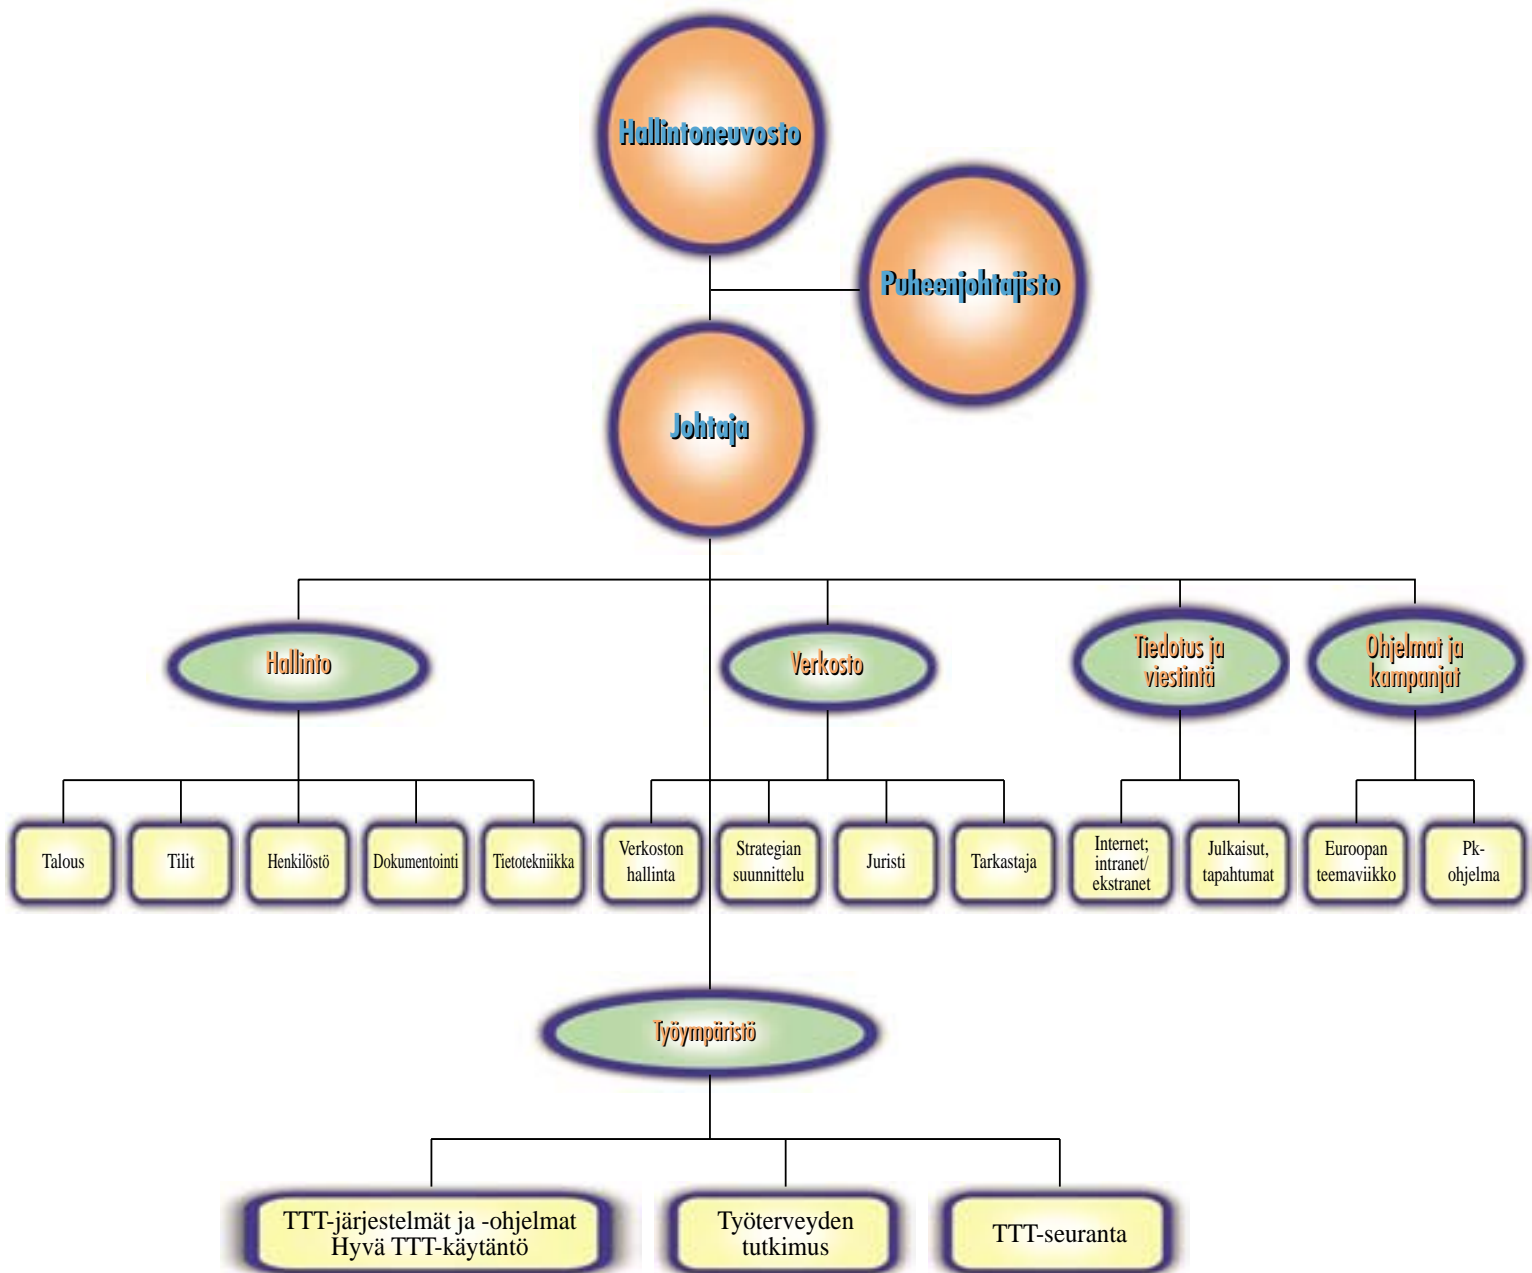 Hallintoneuvosto
Puheenjohtajisto
Johtaja
Hallinto
Verkosto
Tiedotus ja
viestintä
Ohjelmat ja
kampanjat
Talous
Tilit
Henkilöstö
Dokumentointi
Tietotekniikka
Verkoston
hallinta
Strategian
suunnittelu
Juristi
Tarkastaja
Internet;
intranet/
ekstranet
Julkaisut,
tapahtumat
Euroopan
teemaviikko
Pk-
ohjelma
Työympäristö
TTT-järjestelmät ja -ohjelmat
Hyvä TTT-käytäntö
Työterveyden
tutkimus
TTT-seuranta